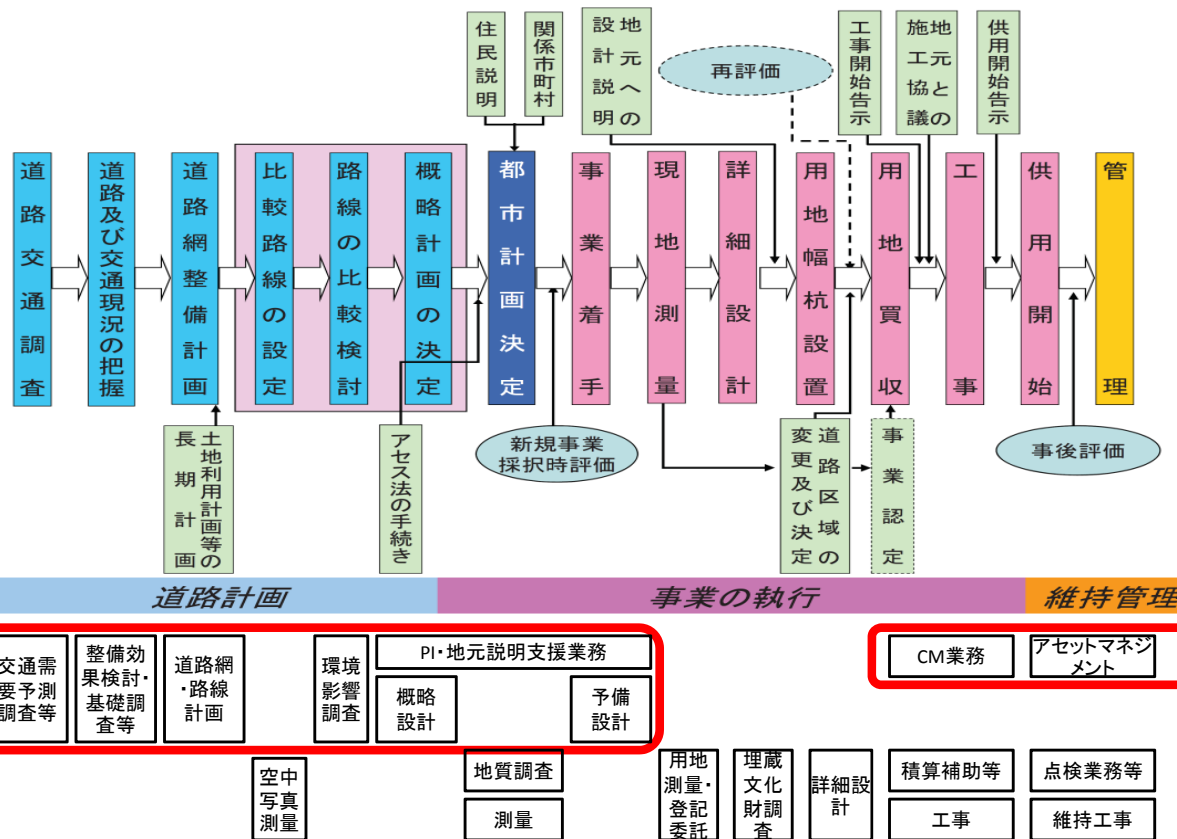 住民説明
関係市町村
地元への
設計説明
再評価
工事開始告示
地元との
施工協議
供用開始告示
道路交通調査
道路及び交通現況の把握
道路網整備計画
比較路線の設定
路線の比較検討
概略計画の決定
都市計画決定
事業着手
現地測量
詳細設計
用地幅杭設置
用地買収
工事
供用開始
管理
土地利用計画等の
長期計画
アセス法の手続き
新規事業
採択時評価
道路区域の
変更及び決定
事業認定
事後評価
道路計画
事業の執行
維持管理
交通需
要予測
調査等
整備効
果検討・
基礎調
査等
道路網
・路線
計画
環境
影響
調査
PI・地元説明支援業務
概略
設計
予備
設計
CM業務
アセットマネジ
メント
空中
写真
測量
地質調査
測量
用地
測量・
登記
委託
埋蔵
文化
財調
査
詳細設
計
積算補助等
工事
点検業務等
維持工事